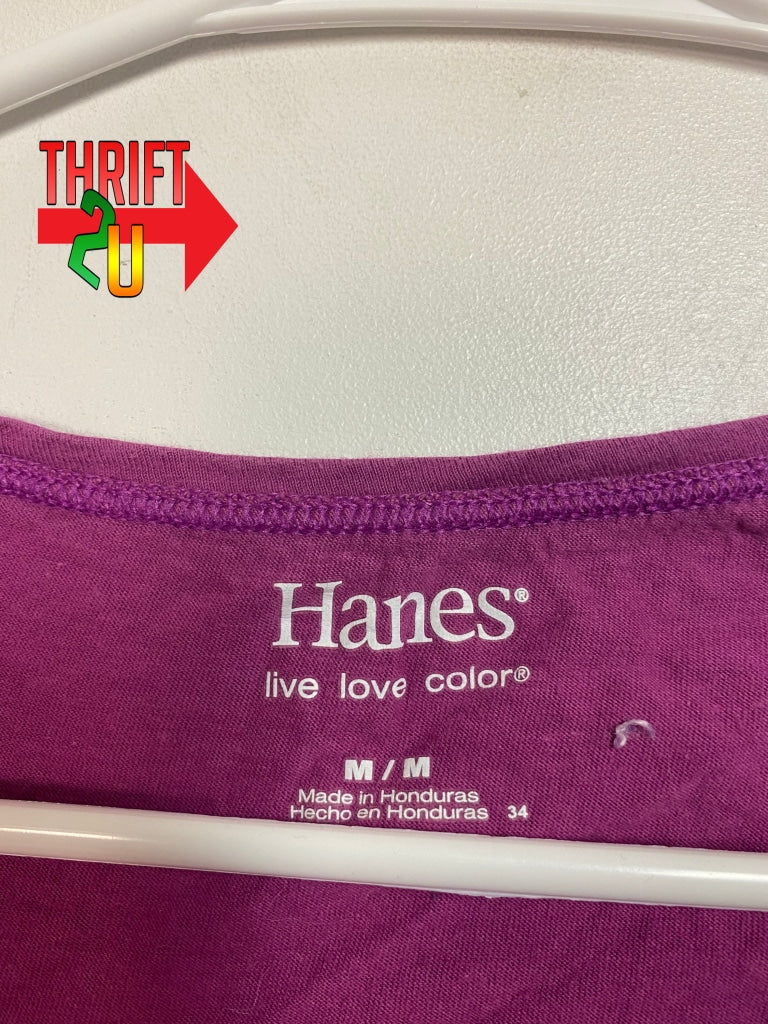 THRIFT
2U
Hanes®
live love color®
M / M
Made in Honduras
Hecho en Honduras 34